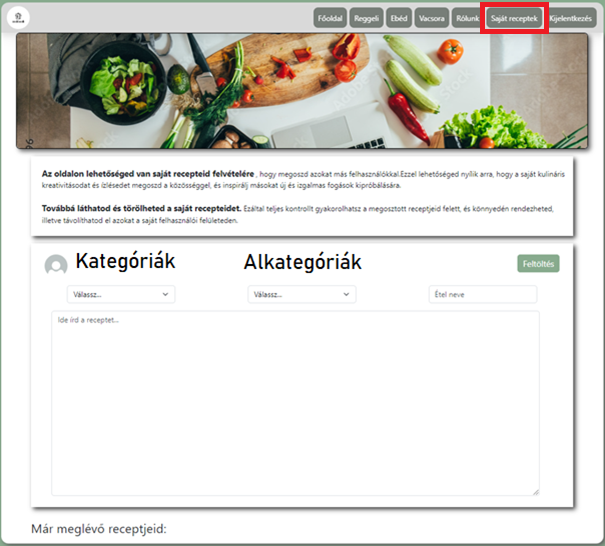 Főoldal Reggeli Ebéd Vacsora Rólunk Saját receptek Kijelentkezés
Az oldalon lehetőséged van saját recepteid felvételére , hogy megoszd azokat más felhasználókkal.Ezzel lehetőséged nyílik arra, hogy a saját kulináris
kreativitásodat és ízlésedet megoszd a közösséggel, és inspirálj másokat új és izgalmas fogások kipróbálására.
Továbbá láthatod és törölheted a saját recepteidet. Ezáltal teljes kontrollt gyakorolhatsz a megosztott receptjeid felett, és könnyedén rendezheted,
illetve távolíthatod el azokat a saját felhasználói felületeden.
Kategóriák Alkategóriák Feltöltés
Válassz... Válassz... Étel neve
Ide írd a receptet...
Már meglévő receptjeid: